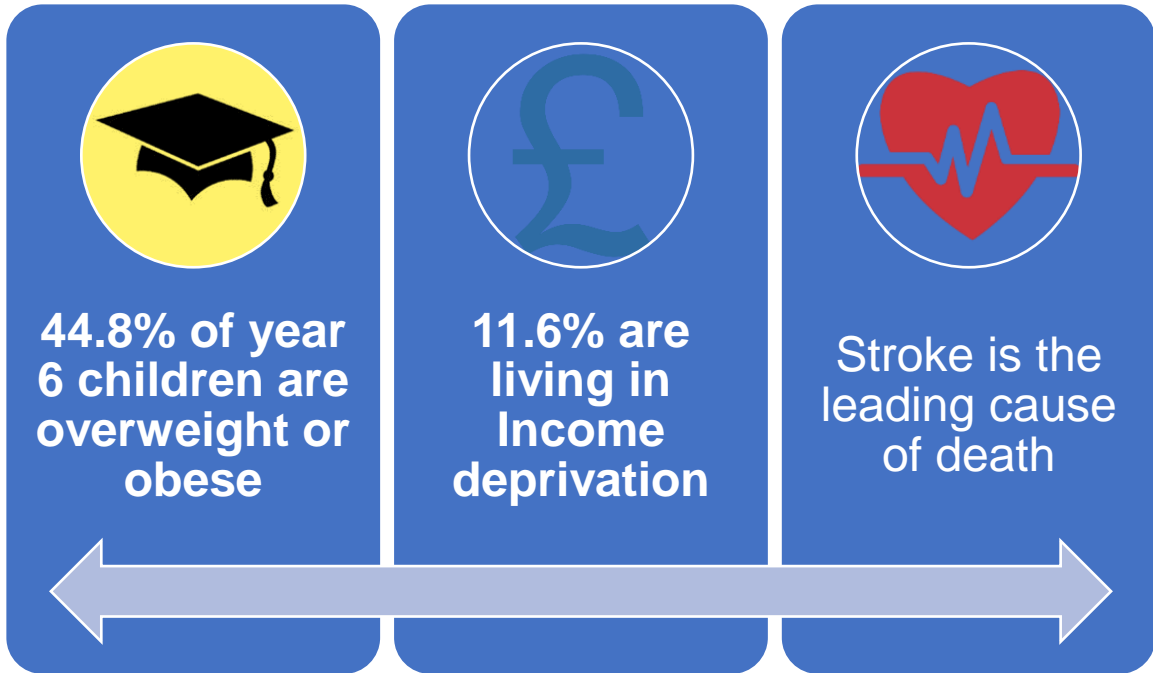 44.8% of year
6 children are
overweight or
obese
11.6% are
living in
Income
deprivation
Stroke is the
leading cause
of death